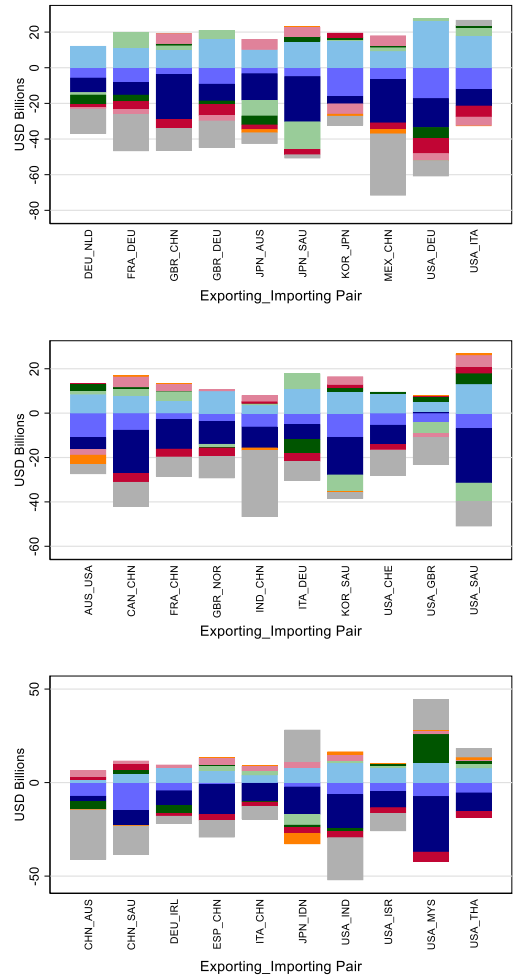 20
0
-20
-40
-60
-80
USD Billions
DEU_NLD
FRA_DEU
GBR_CHN
GBR_DEU
JPN_AUS
JPN_SAU
KOR_JPN
MEX_CHN
USA_DEU
USA_ITA
Exporting_Importing Pair
20
0
-20
-40
-60
USD Billions
AUS_USA
CAN_CHN
FRA_CHN
GBR_NOR
IND_CHN
ITA_DEU
KOR_SAU
USA_CHE
USA_GBR
USA_SAU
Exporting_Importing Pair
50
0
-50
USD Billions
CHN_AUS
CHN_SAU
DEU_IRL
ESP_CHN
ITA_CHN
JPN_IDN
USA_IND
USA_ISR
USA_MYS
USA_THA
Exporting_Importing Pair